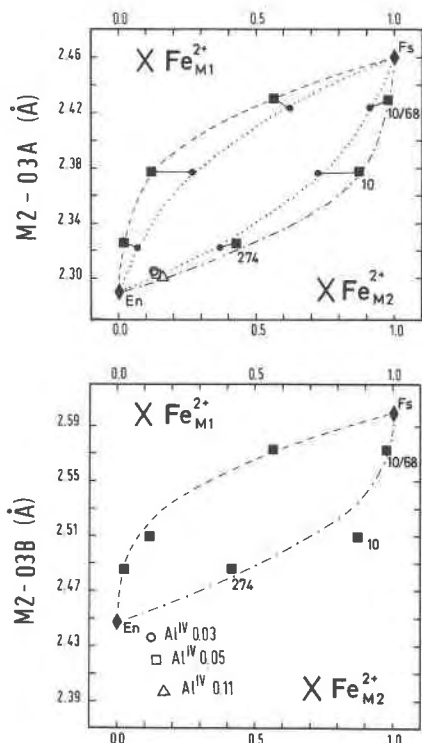 0.0 0.5 1.0
X Fe²⁺M1
Fs
2.46
2.42
2.38
2.34
2.30
M2-O3A (Å)
10/68
10
274
En
X Fe²⁺M2
0.0 0.5 1.0
0.0 0.5 1.0
X Fe²⁺M1
Fs
2.59
2.55
2.51
2.47
2.43
2.39
M2-O3B (Å)
10/68
10
274
En
Alᴵⱽ 0.03
Alᴵⱽ 0.05
Alᴵⱽ 0.11
X Fe²⁺M2
0.0 0.5 1.0